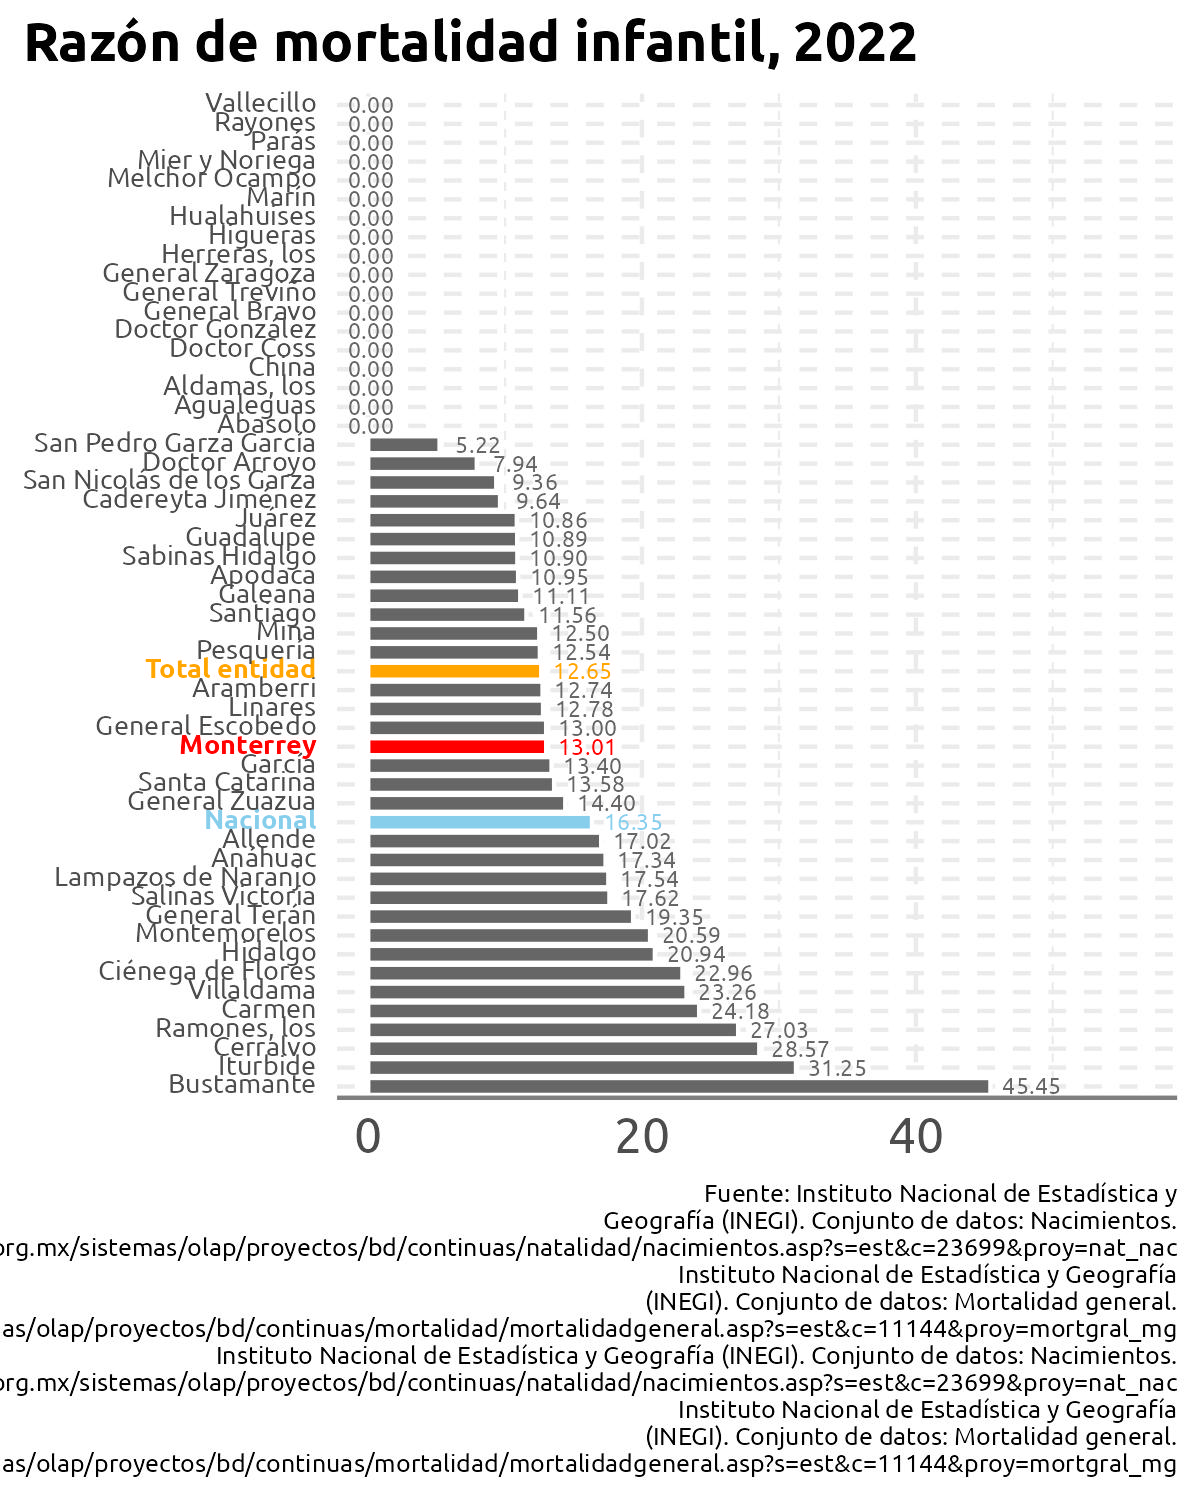 Razón de mortalidad infantil, 2022
Vallecillo 0.00
Rayones 0.00
Parás 0.00
Mier y Noriega 0.00
Melchor Ocampo 0.00
Marín 0.00
Hualahuises 0.00
Higueras 0.00
Herreras, los 0.00
General Zaragoza 0.00
General Treviño 0.00
General Bravo 0.00
Doctor González 0.00
Doctor Coss 0.00
China 0.00
Aldamas, los 0.00
Agualeguas 0.00
Abasolo 0.00
San Pedro Garza García 5.22
Doctor Arroyo 7.94
San Nicolás de los Garza 9.36
Cadereyta Jiménez 9.64
Juárez 10.86
Guadalupe 10.89
Sabinas Hidalgo 10.90
Apodaca 10.95
Galeana 11.11
Santiago 11.56
Mina 12.50
Pesquería 12.54
Total entidad 12.65
Aramberri 12.74
Linares 12.78
General Escobedo 13.00
Monterrey 13.01
García 13.40
Santa Catarina 13.58
General Zuazua 14.40
Nacional 16.35
Allende 17.02
Anáhuac 17.34
Lampazos de Naranjo 17.54
Salinas Victoria 17.62
General Terán 19.35
Montemorelos 20.59
Hidalgo 20.94
Ciénega de Flores 22.96
Villaldama 23.26
Carmen 24.18
Ramones, los 27.03
Cerralvo 28.57
Iturbide 31.25
Bustamante 45.45
0 20 40
Fuente: Instituto Nacional de Estadística y
Geografía (INEGI). Conjunto de datos: Nacimientos.
org.mx/sistemas/olap/proyectos/bd/continuas/natalidad/nacimientos.asp?s=est&c=23699&proy=nat_nac
Instituto Nacional de Estadística y Geografía
(INEGI). Conjunto de datos: Mortalidad general.
as/olap/proyectos/bd/continuas/mortalidad/mortalidadgeneral.asp?s=est&c=11144&proy=mortgral_mg
Instituto Nacional de Estadística y Geografía (INEGI). Conjunto de datos: Nacimientos.
org.mx/sistemas/olap/proyectos/bd/continuas/natalidad/nacimientos.asp?s=est&c=23699&proy=nat_nac
Instituto Nacional de Estadística y Geografía
(INEGI). Conjunto de datos: Mortalidad general.
as/olap/proyectos/bd/continuas/mortalidad/mortalidadgeneral.asp?s=est&c=11144&proy=mortgral_mg